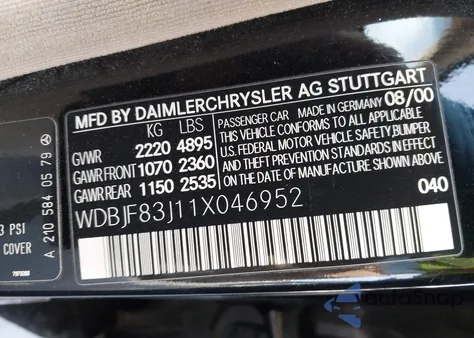 MFD BY DAIMLERCHRYSLER AG STUTTGART
KG LBS
GVWR 2220 4895
GAWR FRONT 1070 2360
GAWR REAR 1150 2535
PASSENGER CAR MADE IN GERMANY 08/00
THIS VEHICLE CONFORMS TO ALL APPLICABLE
U.S. FEDERAL MOTOR VEHICLE SAFETY BUMPER
AND THEFT PREVENTION STANDARDS IN EFFECT
ON THE DATE OF MANUFACTURE SHOWN ABOVE
WDBJF83J11X046952
040
A 210 584 05 79
3 PSI
COVER
AutoSnap